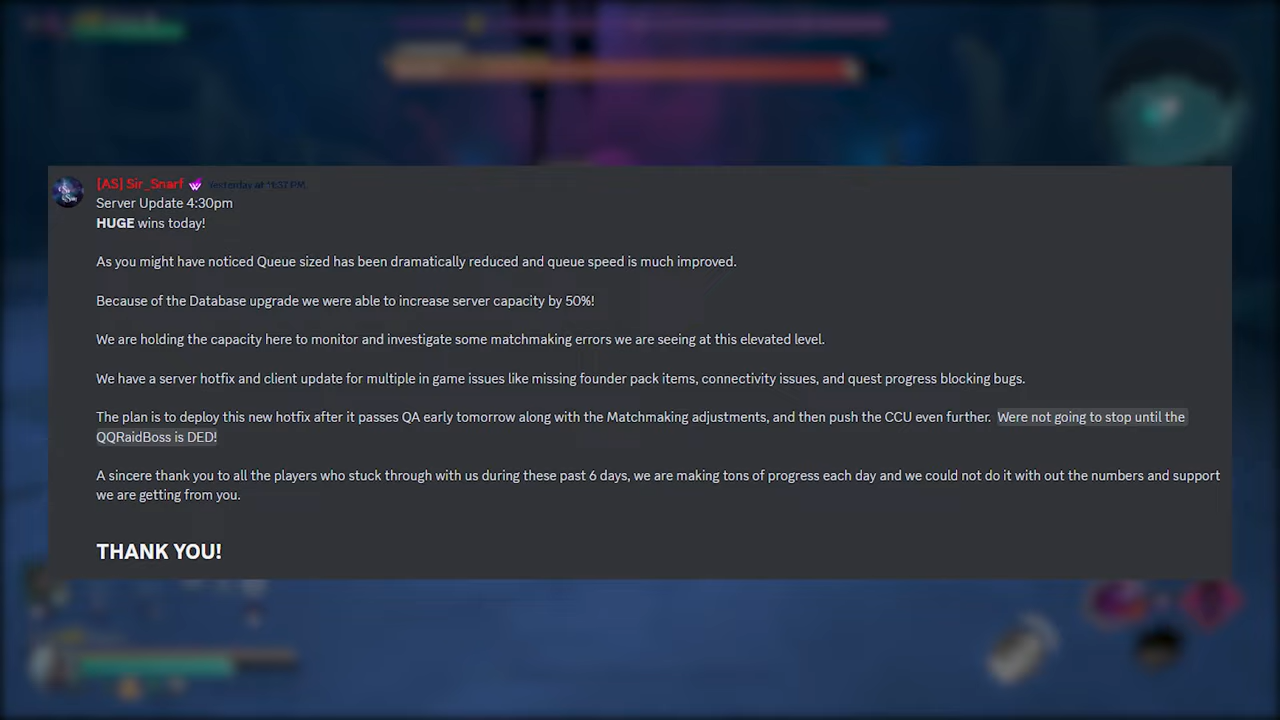 [AS] Sir_Snarf Yesterday at 11:37 PM
Server Update 4:30pm
HUGE wins today!
As you might have noticed Queue sized has been dramatically reduced and queue speed is much improved.
Because of the Database upgrade we were able to increase server capacity by 50%!
We are holding the capacity here to monitor and investigate some matchmaking errors we are seeing at this elevated level.
We have a server hotfix and client update for multiple in game issues like missing founder pack items, connectivity issues, and quest progress blocking bugs.
The plan is to deploy this new hotfix after it passes QA early tomorrow along with the Matchmaking adjustments, and then push the CCU even further. Were not going to stop until the
QQRaidBoss is DED!
A sincere thank you to all the players who stuck through with us during these past 6 days, we are making tons of progress each day and we could not do it with out the numbers and support
we are getting from you.
THANK YOU!